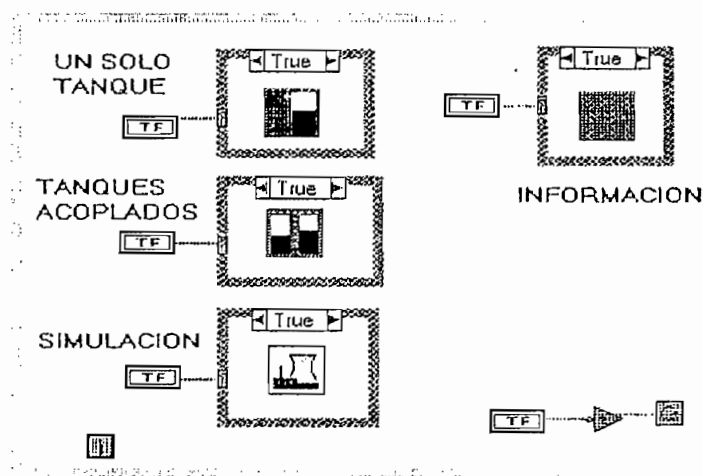 UN SOLO
TANQUE
TF
True
TF
True
INFORMACION
TANQUES
ACOPLADOS
TF
True
SIMULACION
TF
True
TF